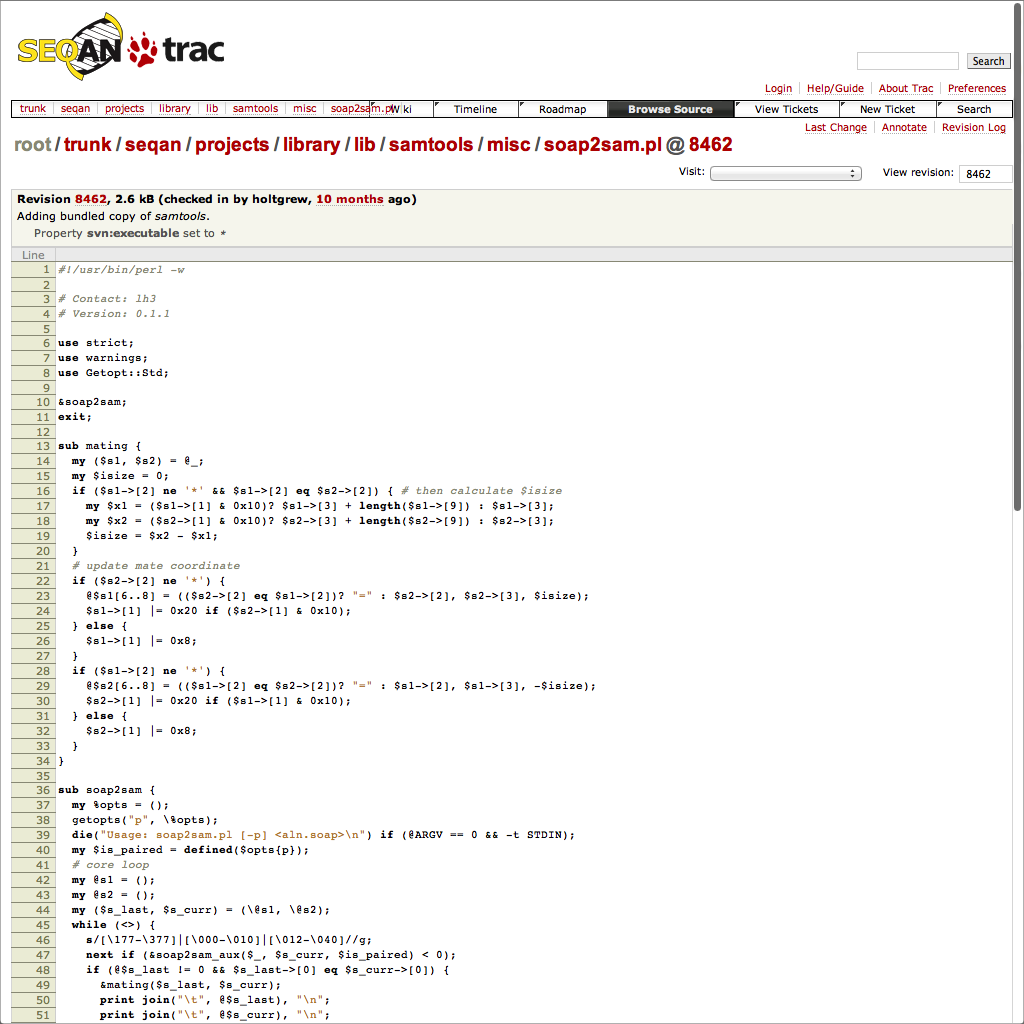 SEQAN trac
Search
Login Help/Guide About Trac Preferences
trunk seqan projects library lib samtools misc soap2sam.pl Wiki Timeline Roadmap Browse Source View Tickets New Ticket Search
Last Change Annotate Revision Log
root/trunk/seqan/projects/library/lib/samtools/misc/soap2sam.pl @ 8462
Visit: View revision: 8462
Revision 8462, 2.6 kB (checked in by holtgrew, 10 months ago)
Adding bundled copy of samtools.
Property svn:executable set to *
Line
1 #!/usr/bin/perl -w
2
3 # Contact: lh3
4 # Version: 0.1.1
5
6 use strict;
7 use warnings;
8 use Getopt::Std;
9
10 &soap2sam;
11 exit;
12
13 sub mating {
14 my ($s1, $s2) = @_;
15 my $isize = 0;
16 if ($s1->[2] ne '*' && $s1->[2] eq $s2->[2]) { # then calculate $isize
17 my $x1 = ($s1->[1] & 0x10)? $s1->[3] + length($s1->[9]) : $s1->[3];
18 my $x2 = ($s2->[1] & 0x10)? $s2->[3] + length($s2->[9]) : $s2->[3];
19 $isize = $x2 - $x1;
20 }
21 # update mate coordinate
22 if ($s2->[2] ne '*') {
23 @$s1[6..8] = (($s2->[2] eq $s1->[2])? "=" : $s2->[2], $s2->[3], $isize);
24 $s1->[1] |= 0x20 if ($s2->[1] & 0x10);
25 } else {
26 $s1->[1] |= 0x8;
27 }
28 if ($s1->[2] ne '*') {
29 @$s2[6..8] = (($s1->[2] eq $s2->[2])? "=" : $s1->[2], $s1->[3], -$isize);
30 $s2->[1] |= 0x20 if ($s1->[1] & 0x10);
31 } else {
32 $s2->[1] |= 0x8;
33 }
34 }
35
36 sub soap2sam {
37 my %opts = ();
38 getopts("p", \%opts);
39 die("Usage: soap2sam.pl [-p] <aln.soap>\n") if (@ARGV == 0 && -t STDIN);
40 my $is_paired = defined($opts{p});
41 # core loop
42 my @s1 = ();
43 my @s2 = ();
44 my ($s_last, $s_curr) = (\@s1, \@s2);
45 while (<>) {
46 s/[\177-\377]|[\000-\010]|[\012-\040]//g;
47 next if (&soap2sam_aux($_, $s_curr, $is_paired) < 0);
48 if (@$s_last != 0 && $s_last->[0] eq $s_curr->[0]) {
49 &mating($s_last, $s_curr);
50 print join("\t", @$s_last), "\n";
51 print join("\t", @$s_curr), "\n";